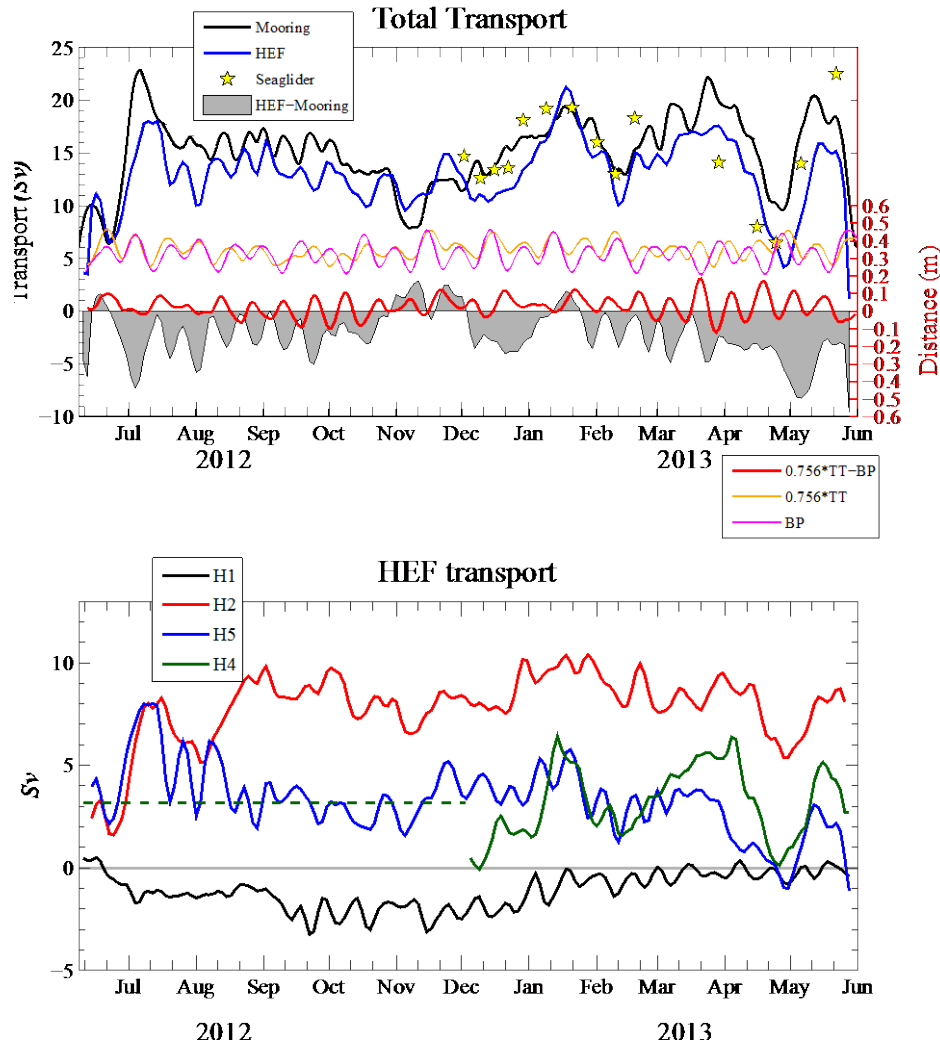 Total Transport
Mooring
HEF
Seaglider
HEF−Mooring
Transport (Sv)
25
20
15
10
5
0
−5
−10
0.6
0.5
0.4
0.3
0.2
0.1
0
−0.1
−0.2
−0.3
−0.4
−0.5
−0.6
Distance (m)
Jul Aug Sep Oct Nov Dec Jan Feb Mar Apr May Jun
2012 2013
0.756*TT−BP
0.756*TT
BP
HEF transport
H1
H2
H5
H4
Sv
10
5
0
−5
Jul Aug Sep Oct Nov Dec Jan Feb Mar Apr May Jun
2012 2013